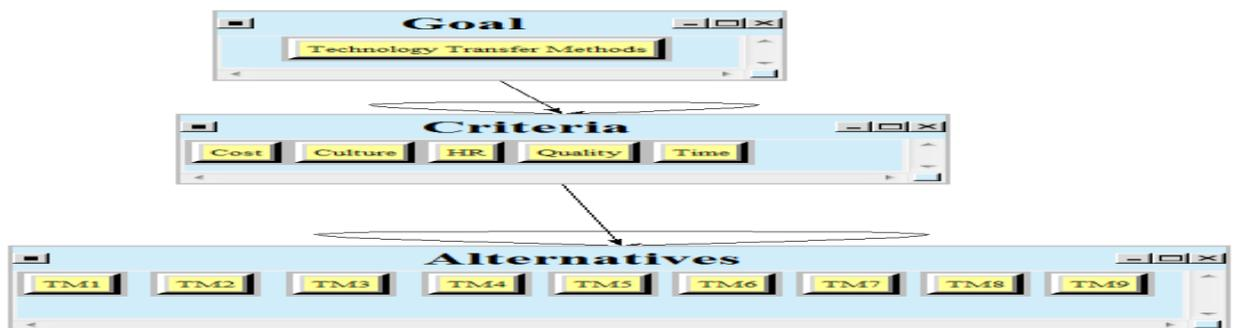 Goal
Technology Transfer Methods
Criteria
Cost Culture HR Quality Time
Alternatives
TM1 TM2 TM3 TM4 TM5 TM6 TM7 TM8 TM9